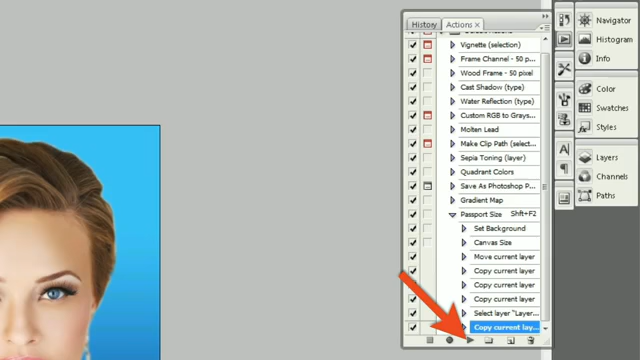 History
Actions ×
Vignette (selection)
Frame Channel - 50 p...
Wood Frame - 50 pixel
Cast Shadow (type)
Water Reflection (type)
Custom RGB to Grays...
Molten Lead
Make Clip Path (select...
Sepia Toning (layer)
Quadrant Colors
Save As Photoshop P...
Gradient Map
Passport Size Shft+F2
Set Background
Canvas Size
Move current layer
Copy current layer
Copy current layer
Copy current layer
Select layer "Layer...
Copy current lay...
Navigator
Histogram
Info
Color
Swatches
Styles
Layers
Channels
Paths